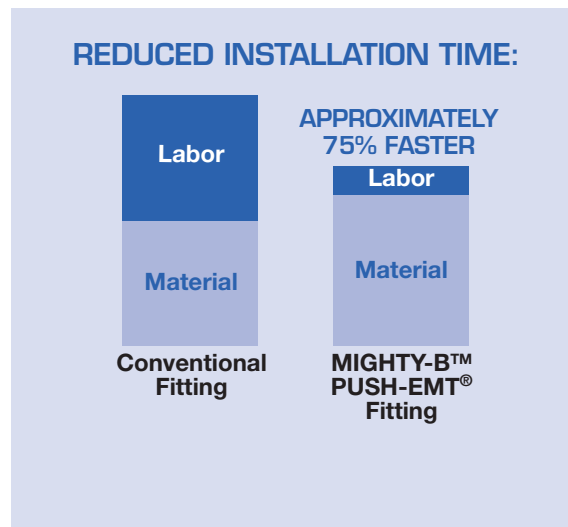 REDUCED INSTALLATION TIME:
APPROXIMATELY
75% FASTER
Labor
Material
Conventional
Fitting
Labor
Material
MIGHTY-B™
PUSH-EMT®
Fitting